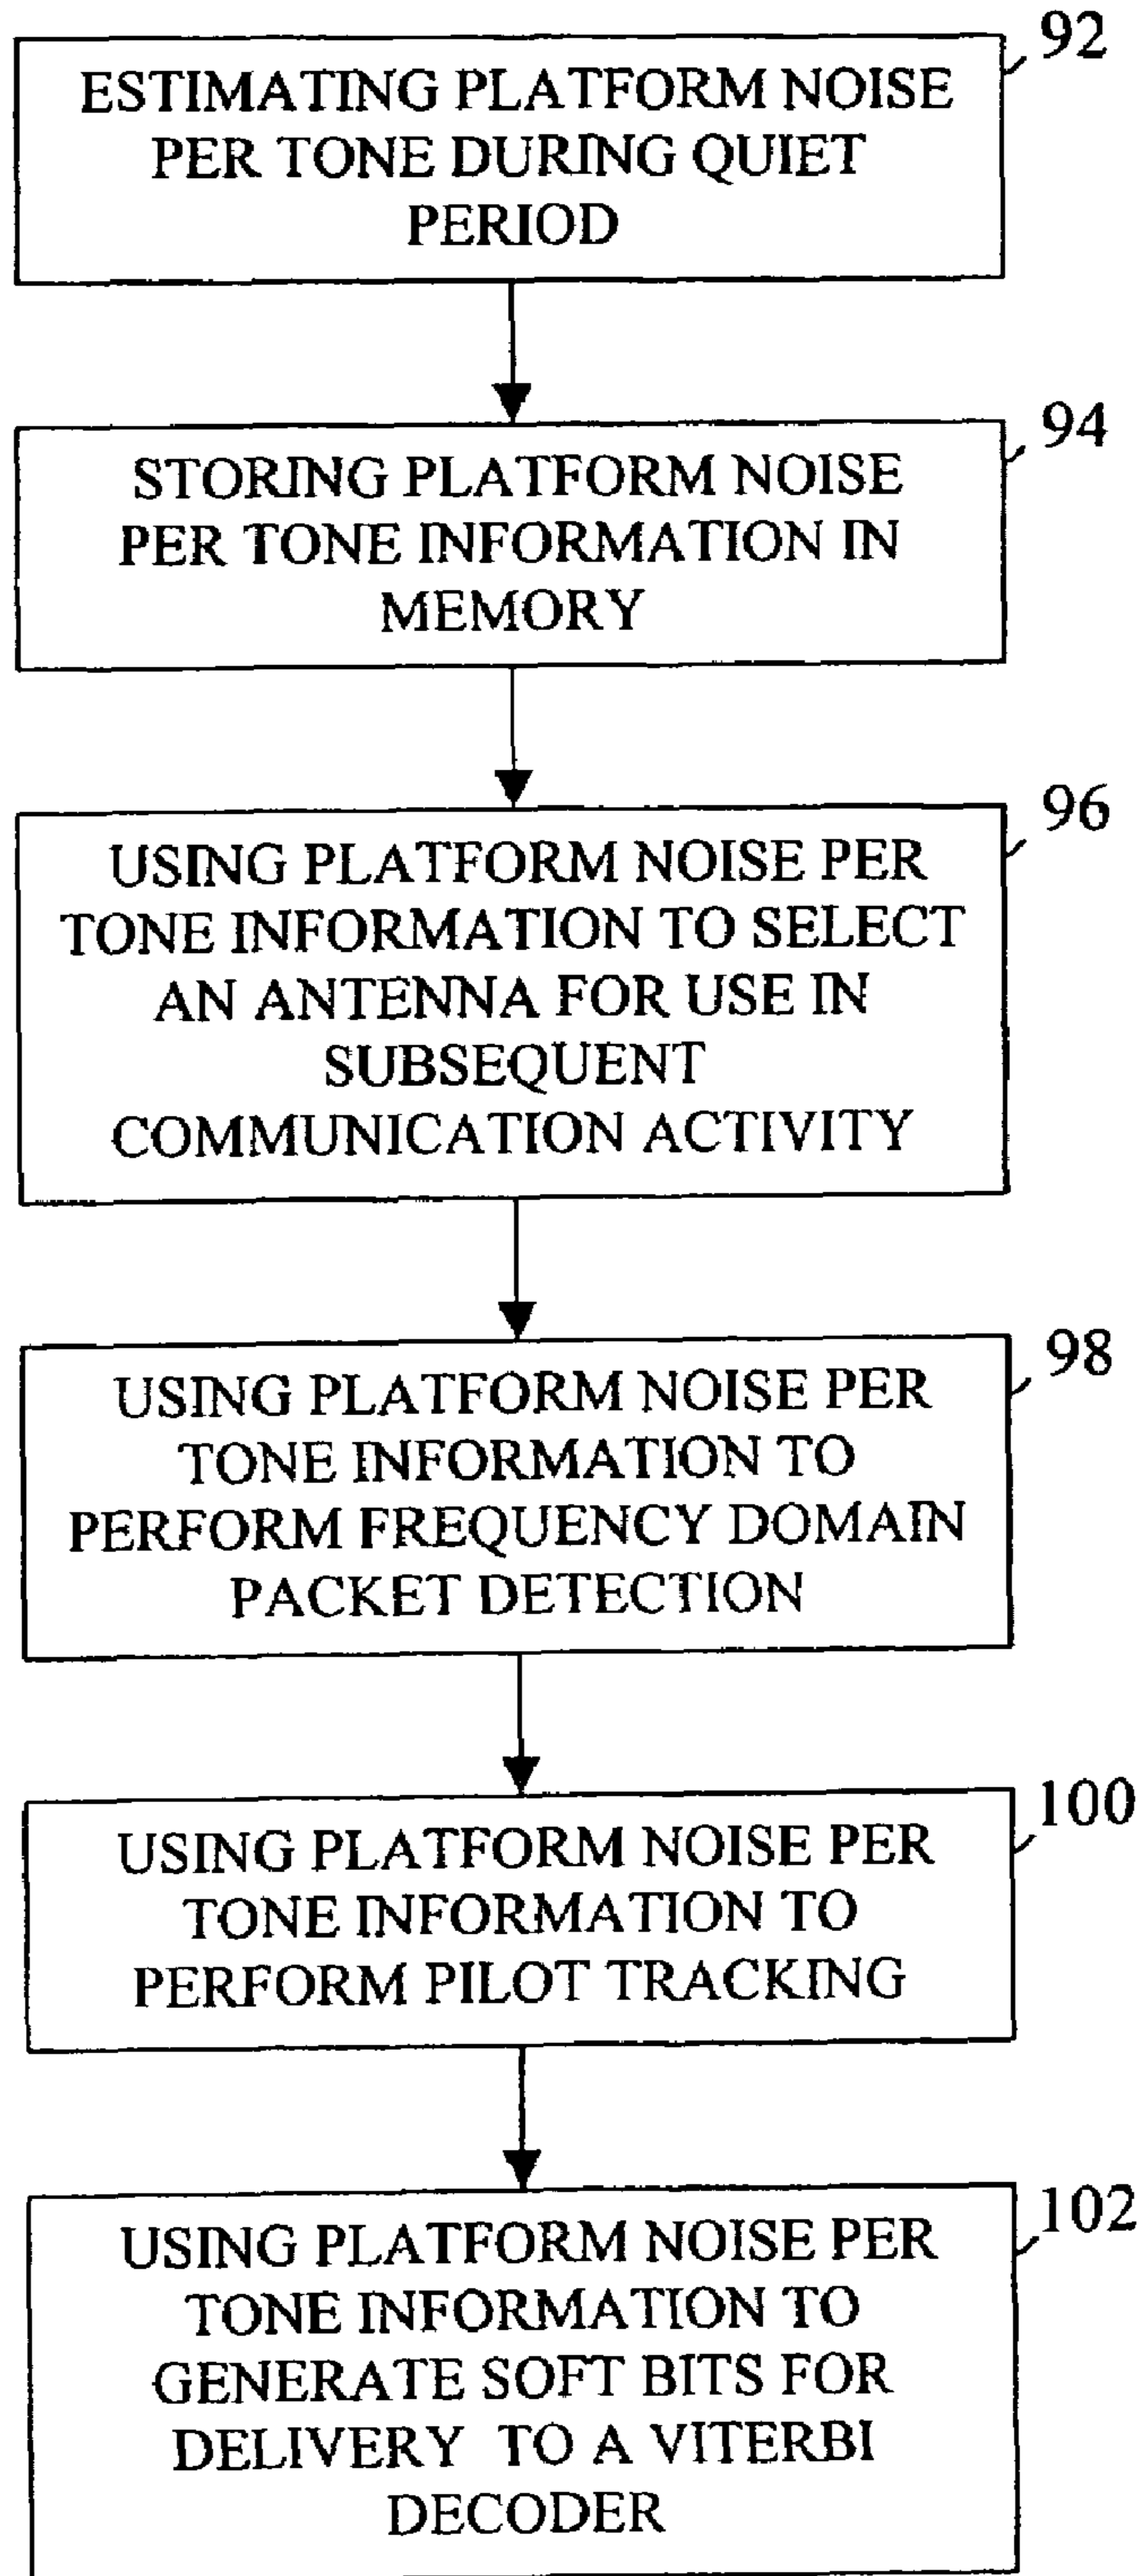 92
ESTIMATING PLATFORM NOISE
PER TONE DURING QUIET
PERIOD
94
STORING PLATFORM NOISE
PER TONE INFORMATION IN
MEMORY
96
USING PLATFORM NOISE PER
TONE INFORMATION TO SELECT
AN ANTENNA FOR USE IN
SUBSEQUENT
COMMUNICATION ACTIVITY
98
USING PLATFORM NOISE PER
TONE INFORMATION TO
PERFORM FREQUENCY DOMAIN
PACKET DETECTION
100
USING PLATFORM NOISE PER
TONE INFORMATION TO
PERFORM PILOT TRACKING
102
USING PLATFORM NOISE PER
TONE INFORMATION TO
GENERATE SOFT BITS FOR
DELIVERY TO A VITERBI
DECODER